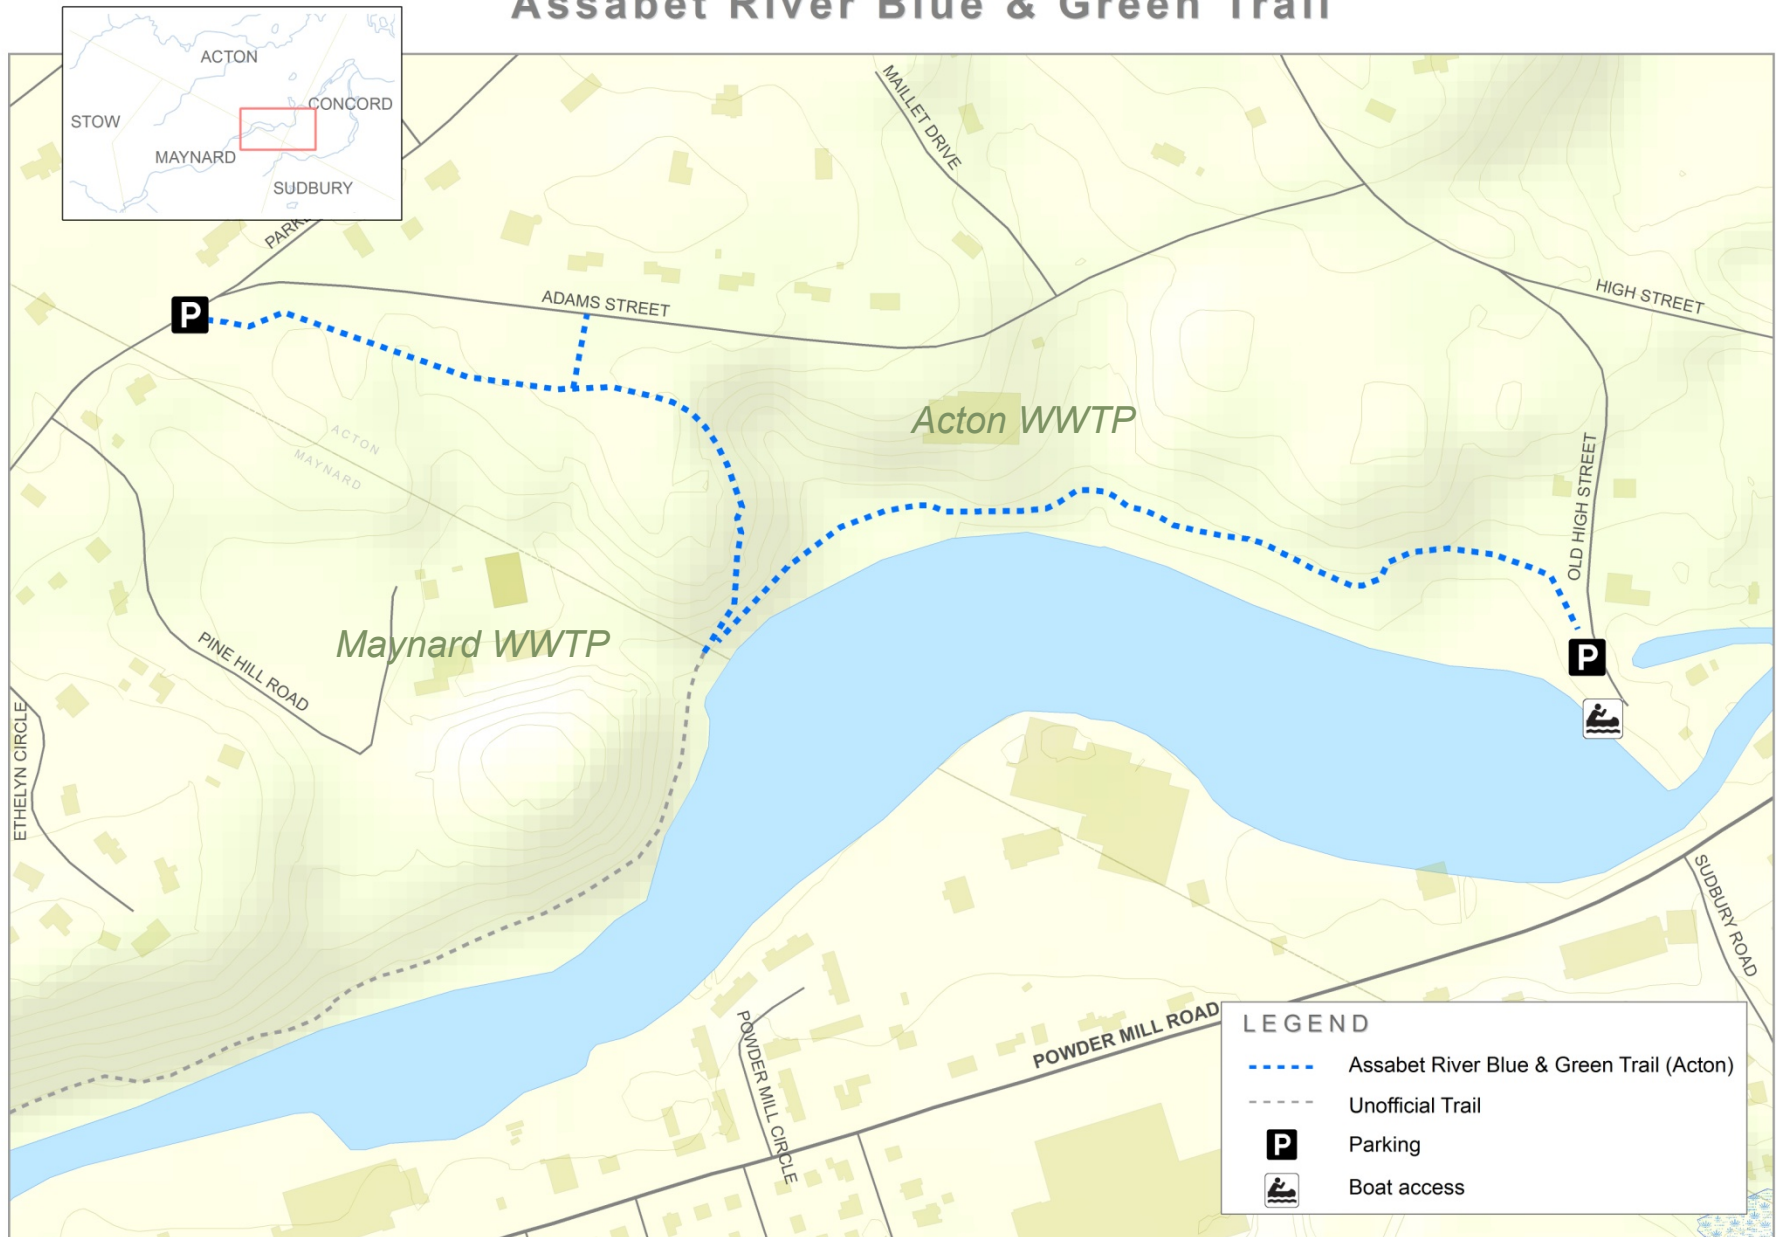 Assabet River Blue & Green Trail
ACTON
CONCORD
STOW
MAYNARD
SUDBURY
MAILLET DRIVE
HIGH STREET
ADAMS STREET
P
Acton WWTP
ACTON
MAYNARD
OLD HIGH STREET
Maynard WWTP
PINE HILL ROAD
P
ETHELYN CIRCLE
SUDBURY ROAD
POWDER MILL ROAD
POWDER MILL CIRCLE
LEGEND
Assabet River Blue & Green Trail (Acton)
Unofficial Trail
P Parking
Boat access